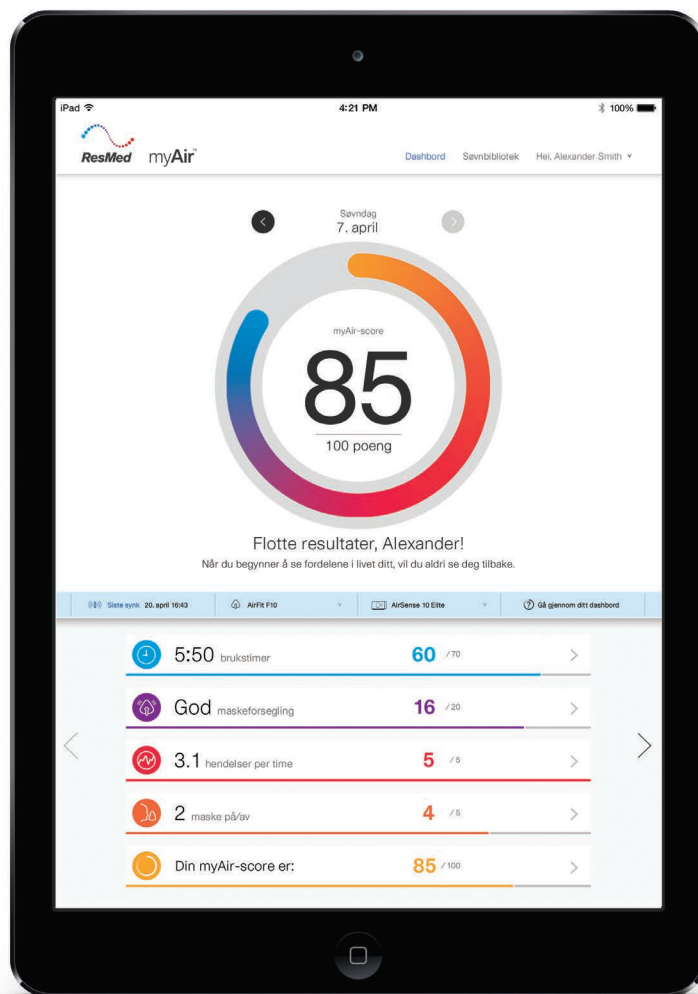 iPad 4:21 PM 100%
ResMed myAir™ Dashbord Søvnbibliotek Hei, Alexander Smith
Søvndag
7. april
myAir-score
85
100 poeng
Flotte resultater, Alexander!
Når du begynner å se fordelene i livet ditt, vil du aldri se deg tilbake.
Siste synk 20. april 16:43 AirFit F10 AirSense 10 Elite ? Gå gjennom ditt dashbord
5:50 brukstimer 60 /70
God maskeforsegling 16 /20
3.1 hendelser per time 5 /5
2 maske på/av 4 /5
Din myAir-score er: 85 /100